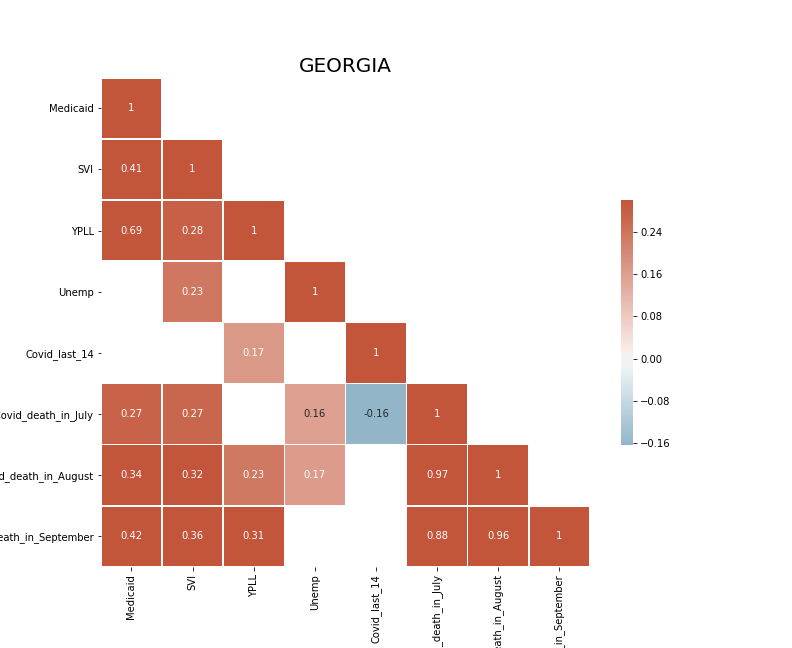 GEORGIA
Medicaid 1
SVI 0.41 1
YPLL 0.69 0.28 1
Unemp 0.23 1
Covid_last_14 0.17 1
ovid_death_in_July 0.27 0.27 0.16 -0.16 1
d_death_in_August 0.34 0.32 0.23 0.17 0.97 1
eath_in_September 0.42 0.36 0.31 0.88 0.96 1
Medicaid
SVI
YPLL
Unemp
Covid_last_14
_death_in_July
eath_in_August
_in_September
0.24
0.16
0.08
0.00
−0.08
−0.16